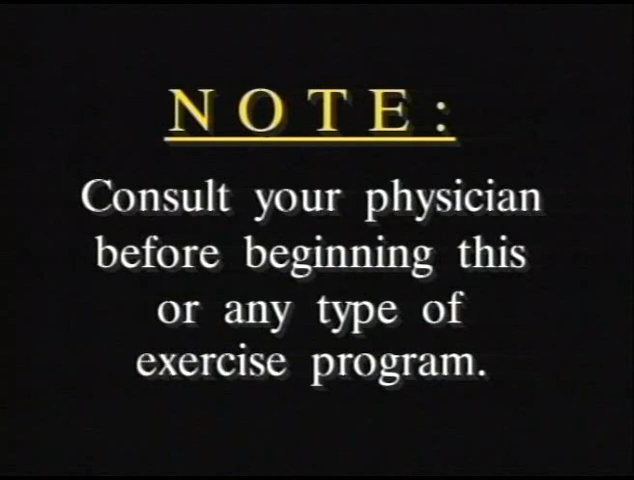 NOTE:
Consult your physician
before beginning this
or any type of
exercise program.